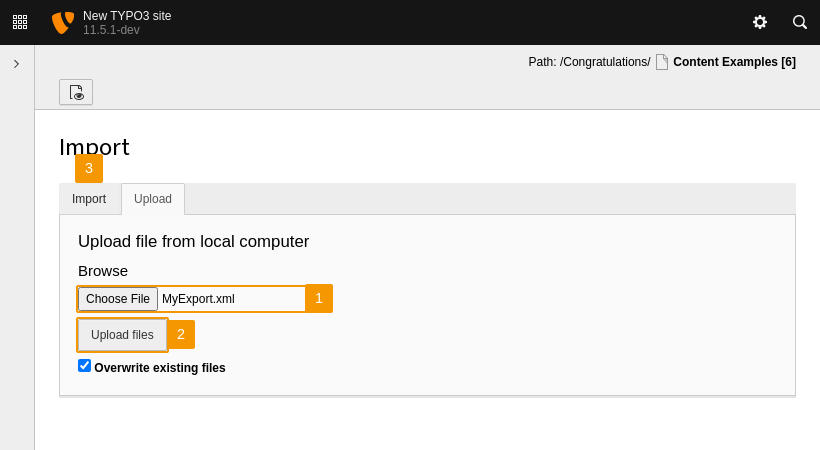 New TYPO3 site
11.5.1-dev
Path: /Congratulations/ Content Examples [6]
Import
3
Import Upload
Upload file from local computer
Browse
Choose File MyExport.xml 1
Upload files 2
Overwrite existing files